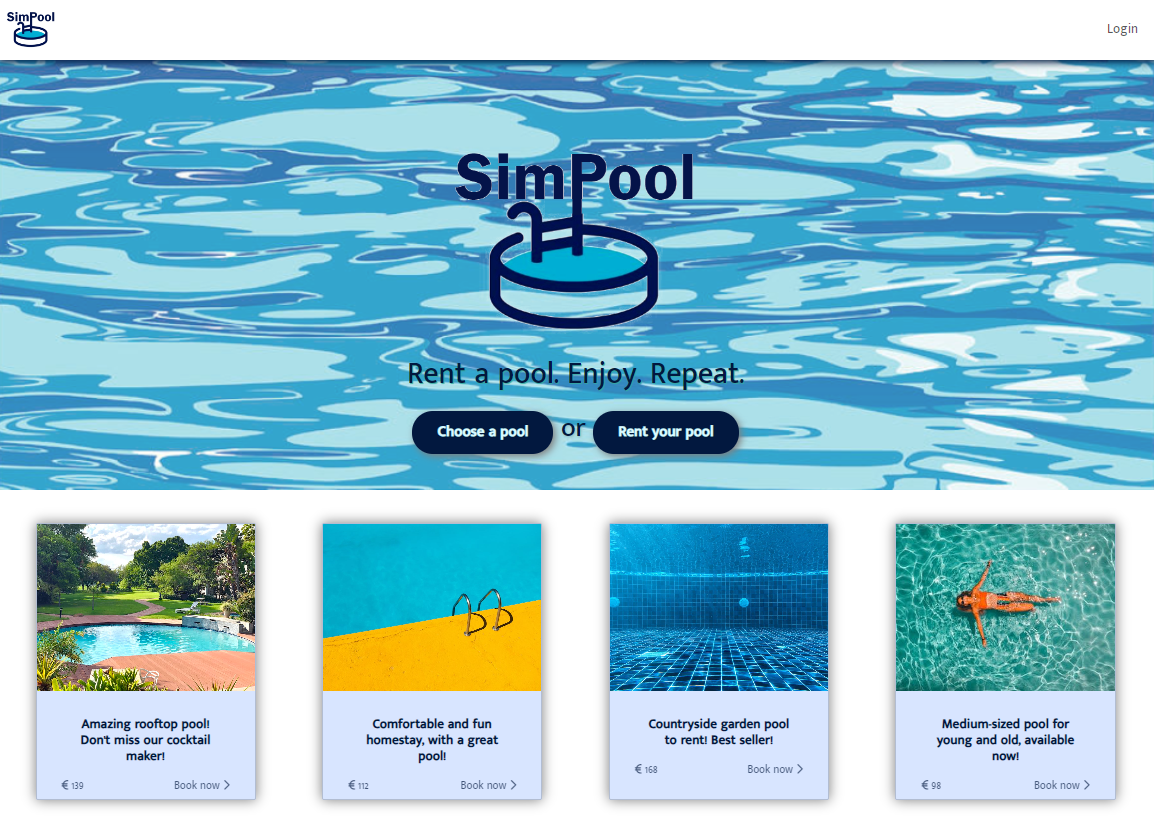 SimPool
Login
SimPool
Rent a pool. Enjoy. Repeat.
Choose a pool or Rent your pool
Amazing rooftop pool!
Don't miss our cocktail
maker!
€ 139 Book now
Comfortable and fun
homestay, with a great
pool!
€ 112 Book now
Countryside garden pool
to rent! Best seller!
€ 168 Book now
Medium-sized pool for
young and old, available
now!
€ 98 Book now